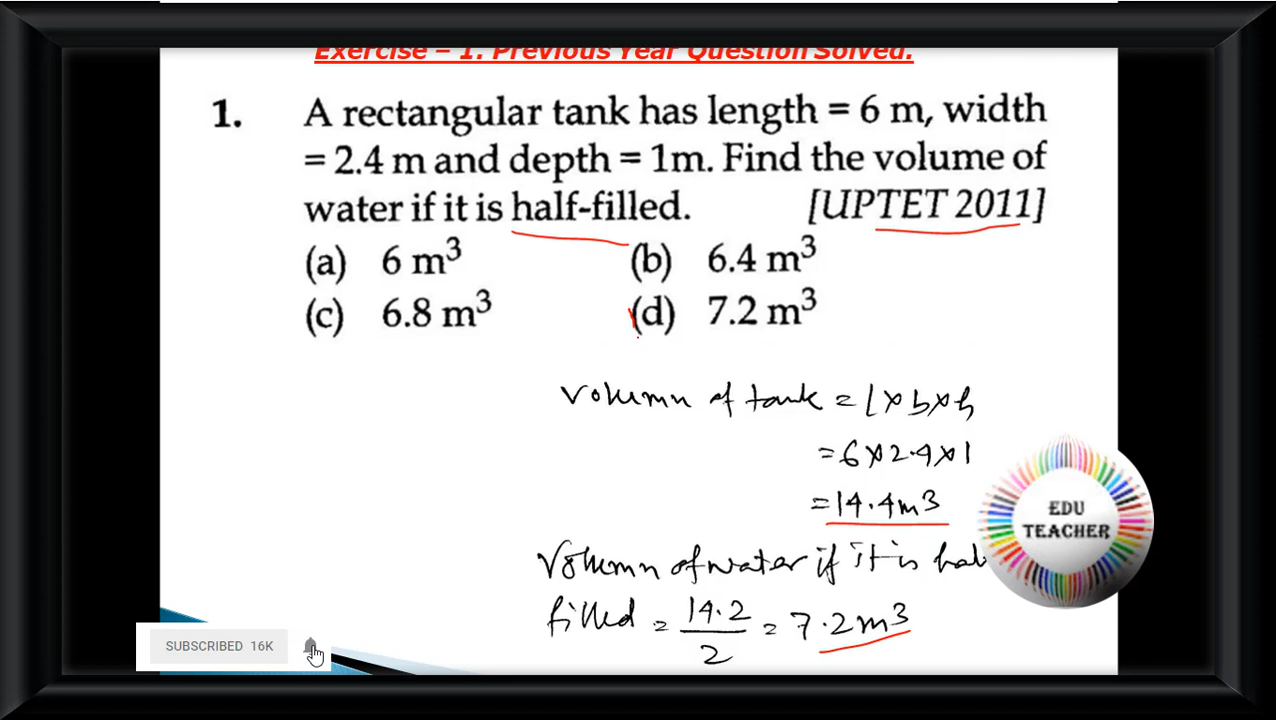 Exercise – 1. Previous Year Question Solved.
1. A rectangular tank has length = 6 m, width
= 2.4 m and depth = 1m. Find the volume of
water if it is half-filled. [UPTET 2011]
(a) 6 m³ (b) 6.4 m³
(c) 6.8 m³ (d) 7.2 m³
Volumn of tank = l×b×h
= 6×2.4×1
= 14.4m3
EDU
TEACHER
Volumn of water if it is hal
filled = 14.2/2 = 7.2m3
SUBSCRIBED 16K